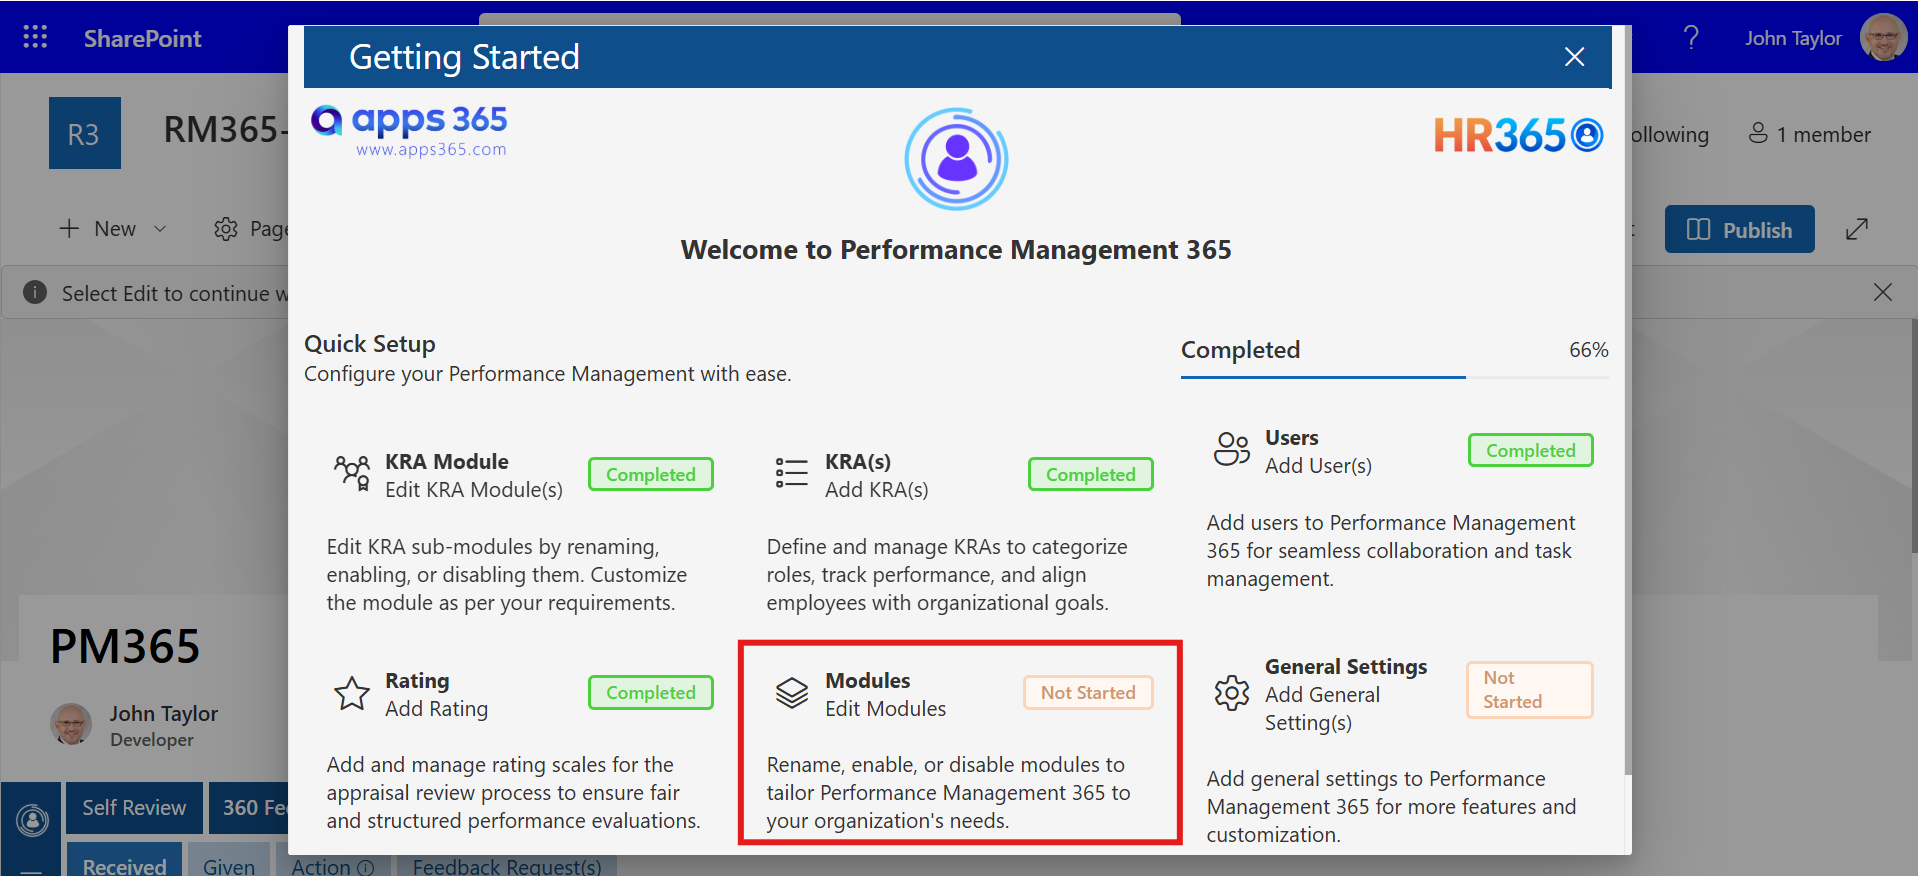 SharePoint
John Taylor
Getting Started
R3
RM365-
apps 365
www.apps365.com
HR365
ollowing
1 member
New
Page
Publish
Welcome to Performance Management 365
Select Edit to continue w
Quick Setup
Configure your Performance Management with ease.
Completed
66%
KRA Module
Edit KRA Module(s)
Completed
Edit KRA sub-modules by renaming,
enabling, or disabling them. Customize
the module as per your requirements.
KRA(s)
Add KRA(s)
Completed
Define and manage KRAs to categorize
roles, track performance, and align
employees with organizational goals.
Users
Add User(s)
Completed
Add users to Performance Management
365 for seamless collaboration and task
management.
Rating
Add Rating
Completed
Add and manage rating scales for the
appraisal review process to ensure fair
and structured performance evaluations.
Modules
Edit Modules
Not Started
Rename, enable, or disable modules to
tailor Performance Management 365 to
your organization's needs.
General Settings
Add General
Setting(s)
Not
Started
Add general settings to Performance
Management 365 for more features and
customization.
PM365
John Taylor
Developer
Self Review
360 Fee
Received
Given
Action
Feedback Request(s)